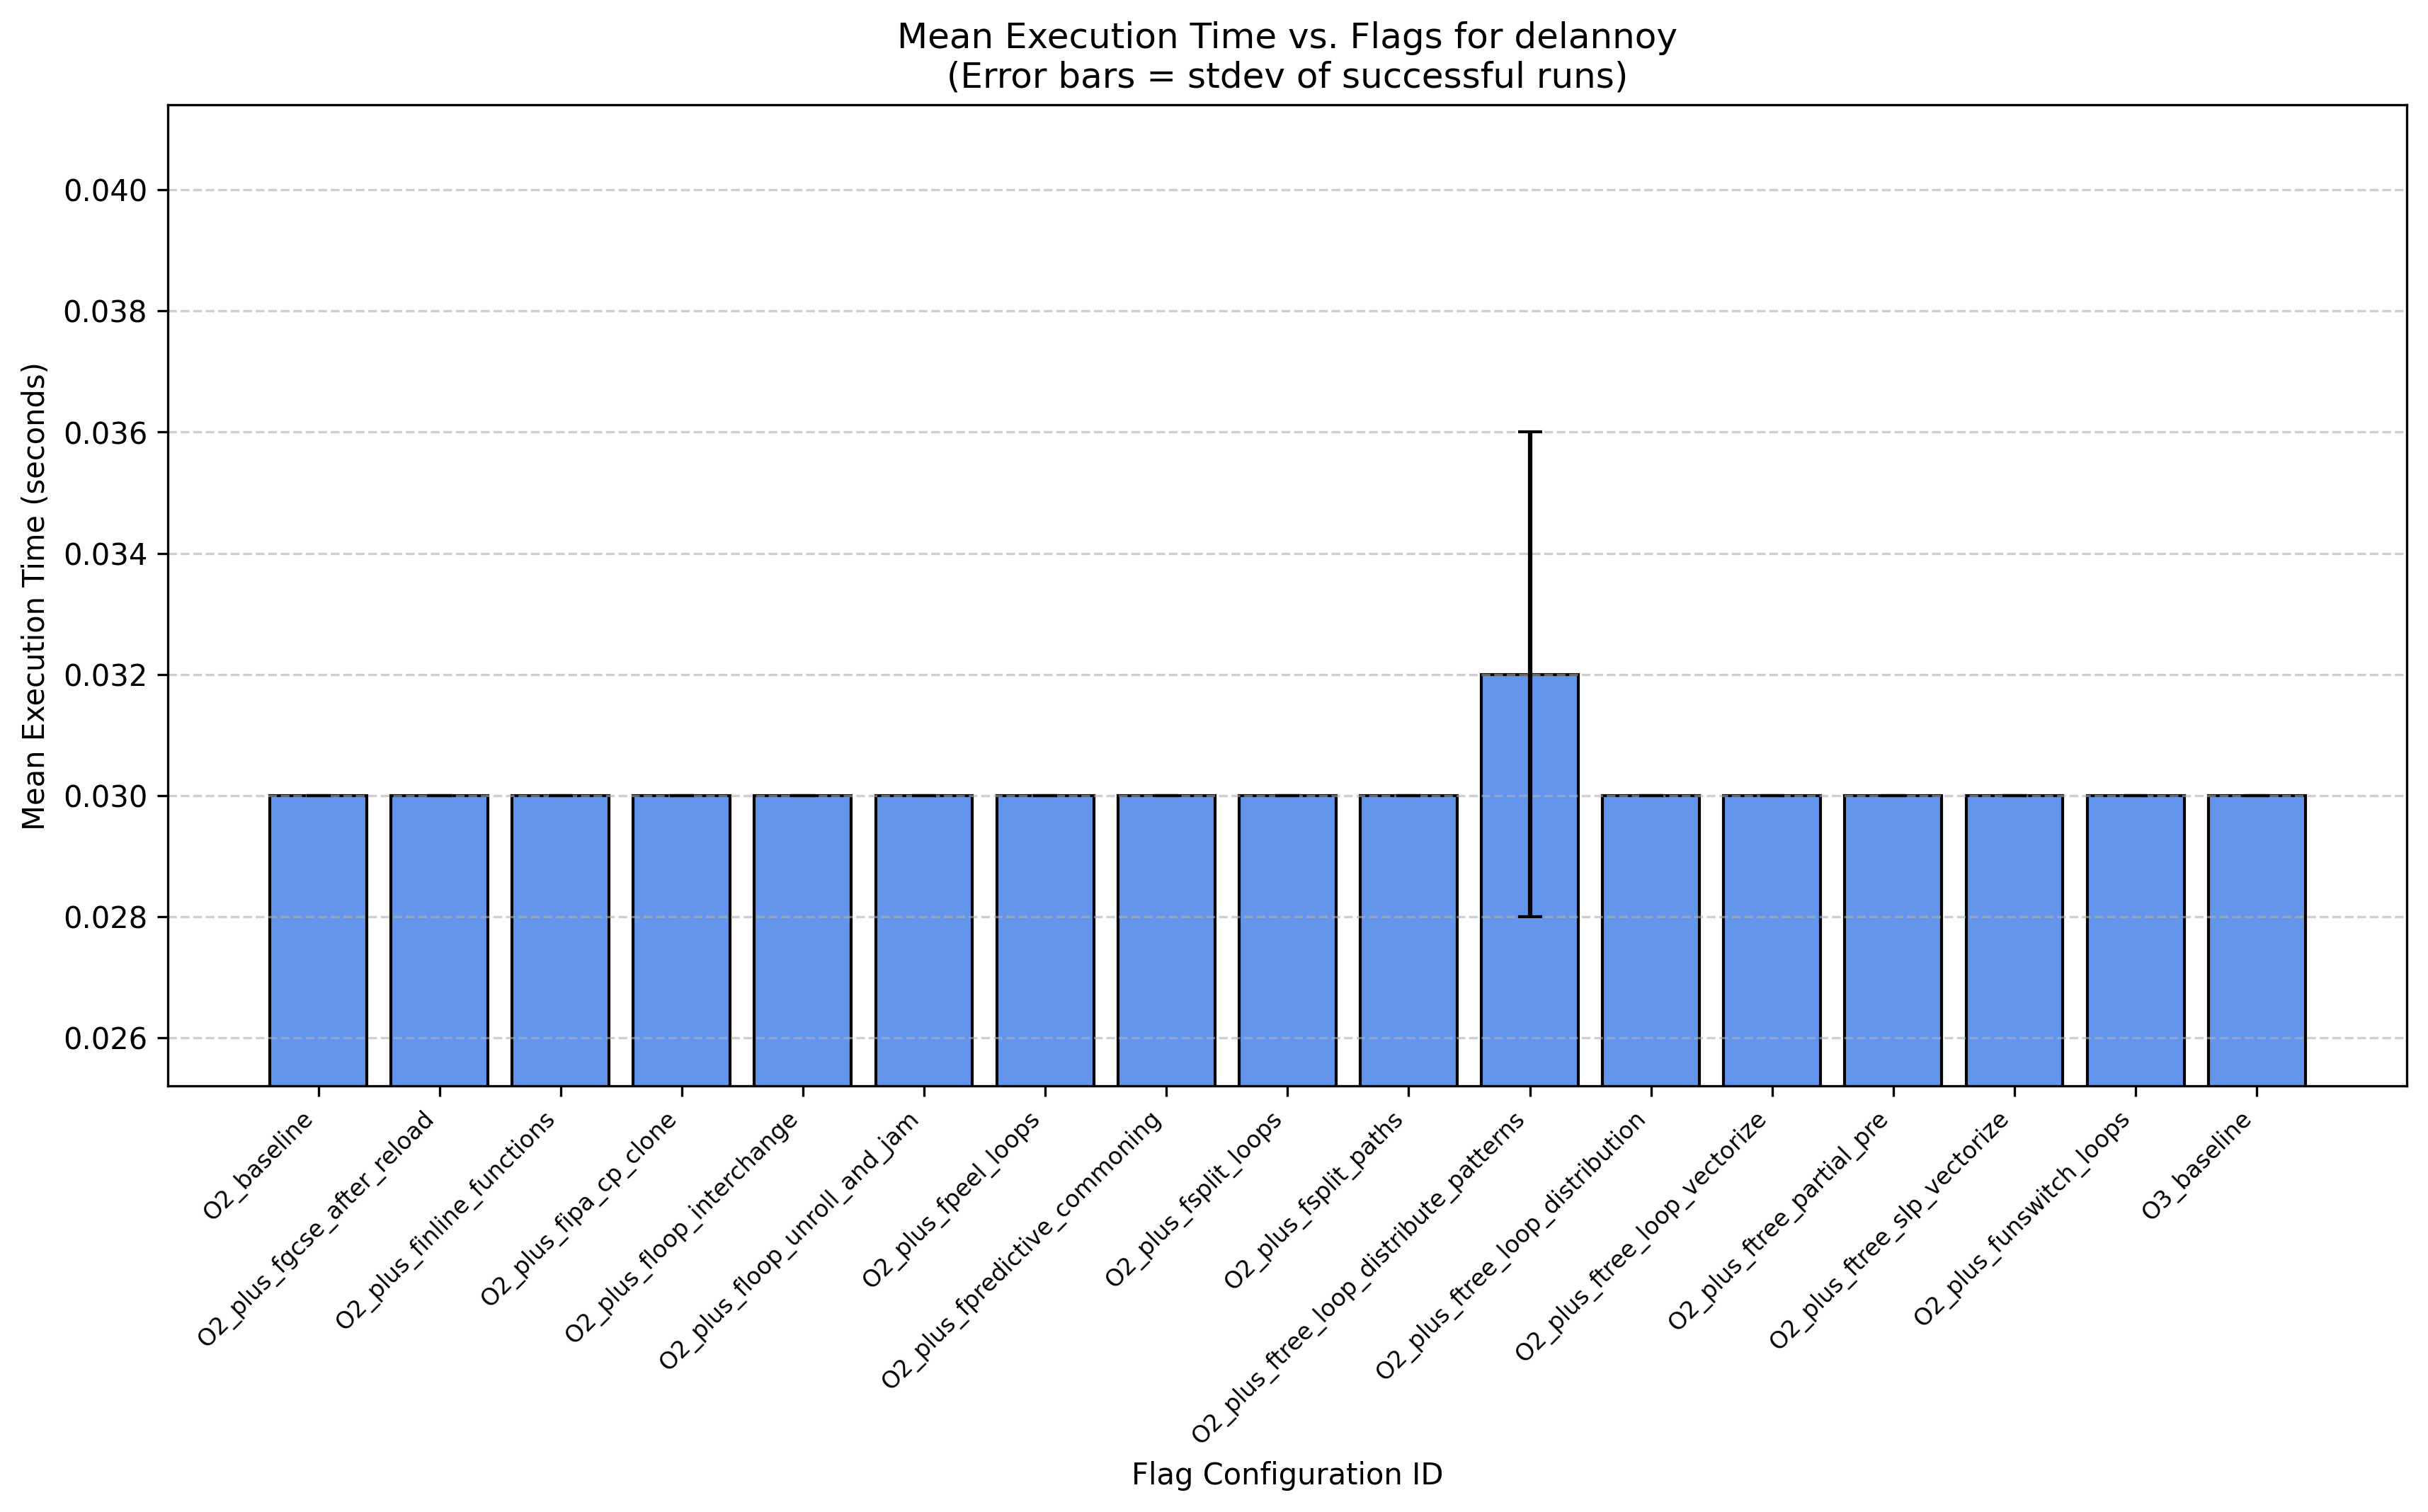 Mean Execution Time vs. Flags for delannoy
(Error bars = stdev of successful runs)
Mean Execution Time (seconds)
0.040
0.038
0.036
0.034
0.032
0.030
0.028
0.026
O2_baseline
O2_plus_fgcse_after_reload
O2_plus_finline_functions
O2_plus_fipa_cp_clone
O2_plus_floop_interchange
O2_plus_floop_unroll_and_jam
O2_plus_fpeel_loops
O2_plus_fpredictive_commoning
O2_plus_fsplit_loops
O2_plus_fsplit_paths
O2_plus_ftree_loop_distribute_patterns
O2_plus_ftree_loop_distribution
O2_plus_ftree_loop_vectorize
O2_plus_ftree_partial_pre
O2_plus_ftree_slp_vectorize
O2_plus_funswitch_loops
O3_baseline
Flag Configuration ID